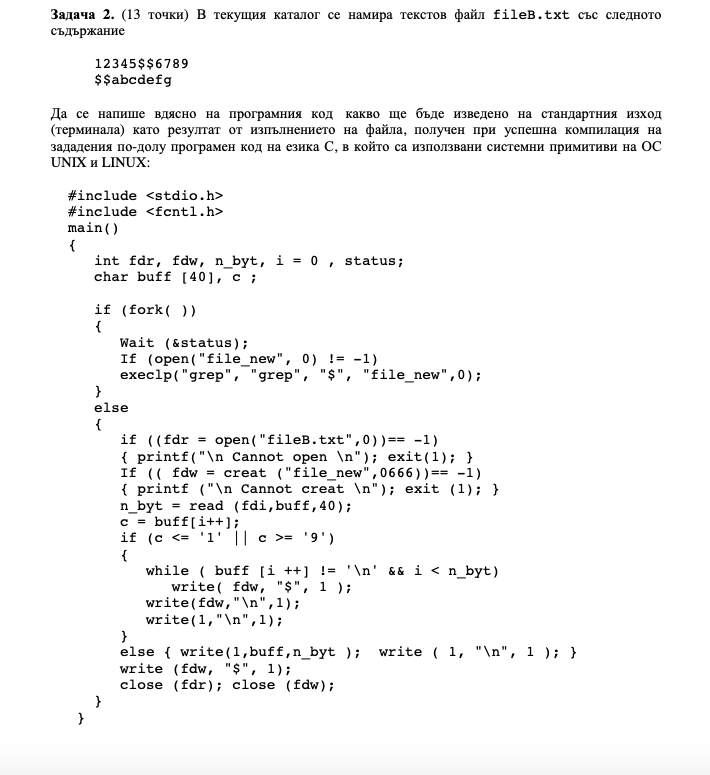 Задача 2. (13 точки) В текущия каталог се намира текстов файл fileB.txt със следното
съдържание
12345$$6789
$$abcdefg
Да се напише вдясно на програмния код какво ще бъде изведено на стандартния изход
(терминала) като резултат от изпълнението на файла, получен при успешна компилация на
зададения по-долу програмен код на езика C, в който са използвани системни примитиви на ОС
UNIX и LINUX:
#include <stdio.h>
#include <fcntl.h>
main()
{
int fdr, fdw, n_byt, i = 0 , status;
char buff [40], c ;
if (fork( ))
{
Wait (&status);
If (open("file_new", 0) != -1)
execlp("grep", "grep", "$", "file_new",0);
}
else
{
if ((fdr = open("fileB.txt",0))== -1)
{ printf("\n Cannot open \n"); exit(1); }
If (( fdw = creat ("file_new",0666))== -1)
{ printf ("\n Cannot creat \n"); exit (1); }
n_byt = read (fdi,buff,40);
c = buff[i++];
if (c <= '1' || c >= '9')
{
while ( buff [i ++] != '\n' && i < n_byt)
write( fdw, "$", 1 );
write(fdw,"\n",1);
write(1,"\n",1);
}
else { write(1,buff,n_byt ); write ( 1, "\n", 1 ); }
write (fdw, "$", 1);
close (fdr); close (fdw);
}
}